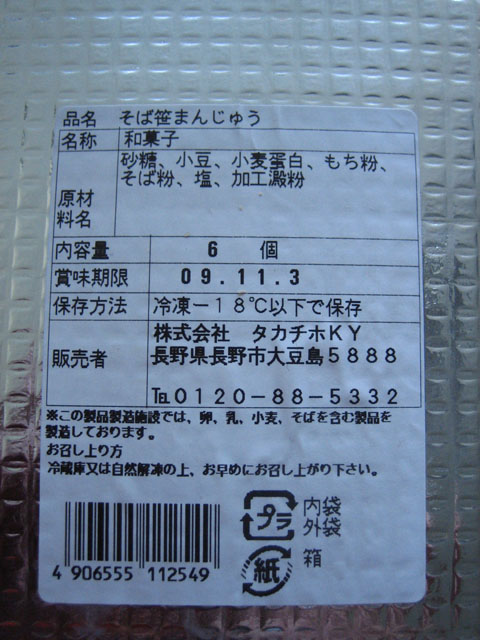 品名 そば笹まんじゅう
名称 和菓子
原材料名 砂糖、小豆、小麦蛋白、もち粉、
そば粉、塩、加工澱粉
内容量 6 個
賞味期限 09.11.3
保存方法 冷凍－18℃以下で保存
販売者 株式会社 タカチホKY
長野県長野市大豆島5888
℡0120-88-5332
※この製品製造施設では、卵、乳、小麦、そばを含む製品を
製造しております。
お召し上り方
冷蔵庫又は自然解凍の上、お早めにお召し上がり下さい。
プラ 内袋
外袋
紙 箱
4 906555 112549